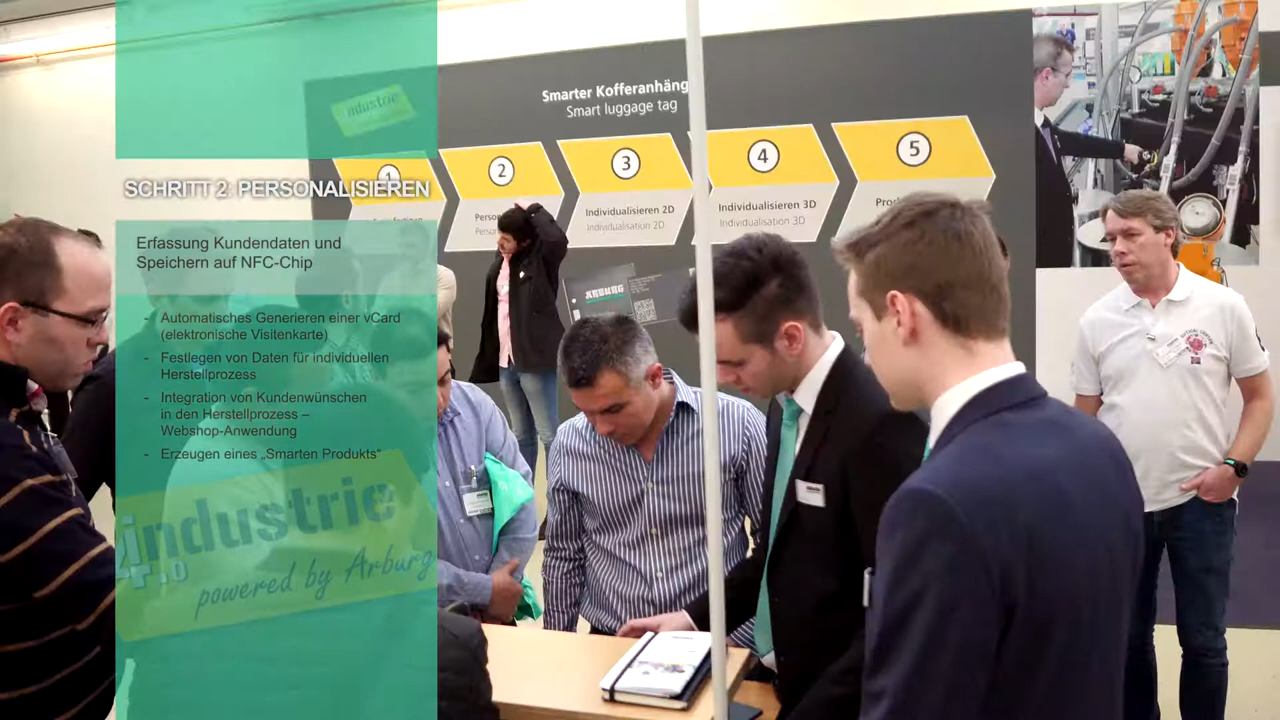 industrie
Smarter Kofferanhäng
Smart luggage tag
1
2
3
4
5
Individualisieren 2D
Individualisation 2D
Individualisieren 3D
Individualisation 3D
ARBURG
SCHRITT 2: PERSONALISIEREN
Erfassung Kundendaten und
Speichern auf NFC-Chip
- Automatisches Generieren einer vCard
(elektronische Visitenkarte)
- Festlegen von Daten für individuellen
Herstellprozess
- Integration von Kundenwünschen
in den Herstellprozess –
Webshop-Anwendung
- Erzeugen eines „Smarten Produkts“
industrie
4.0
powered by Arburg